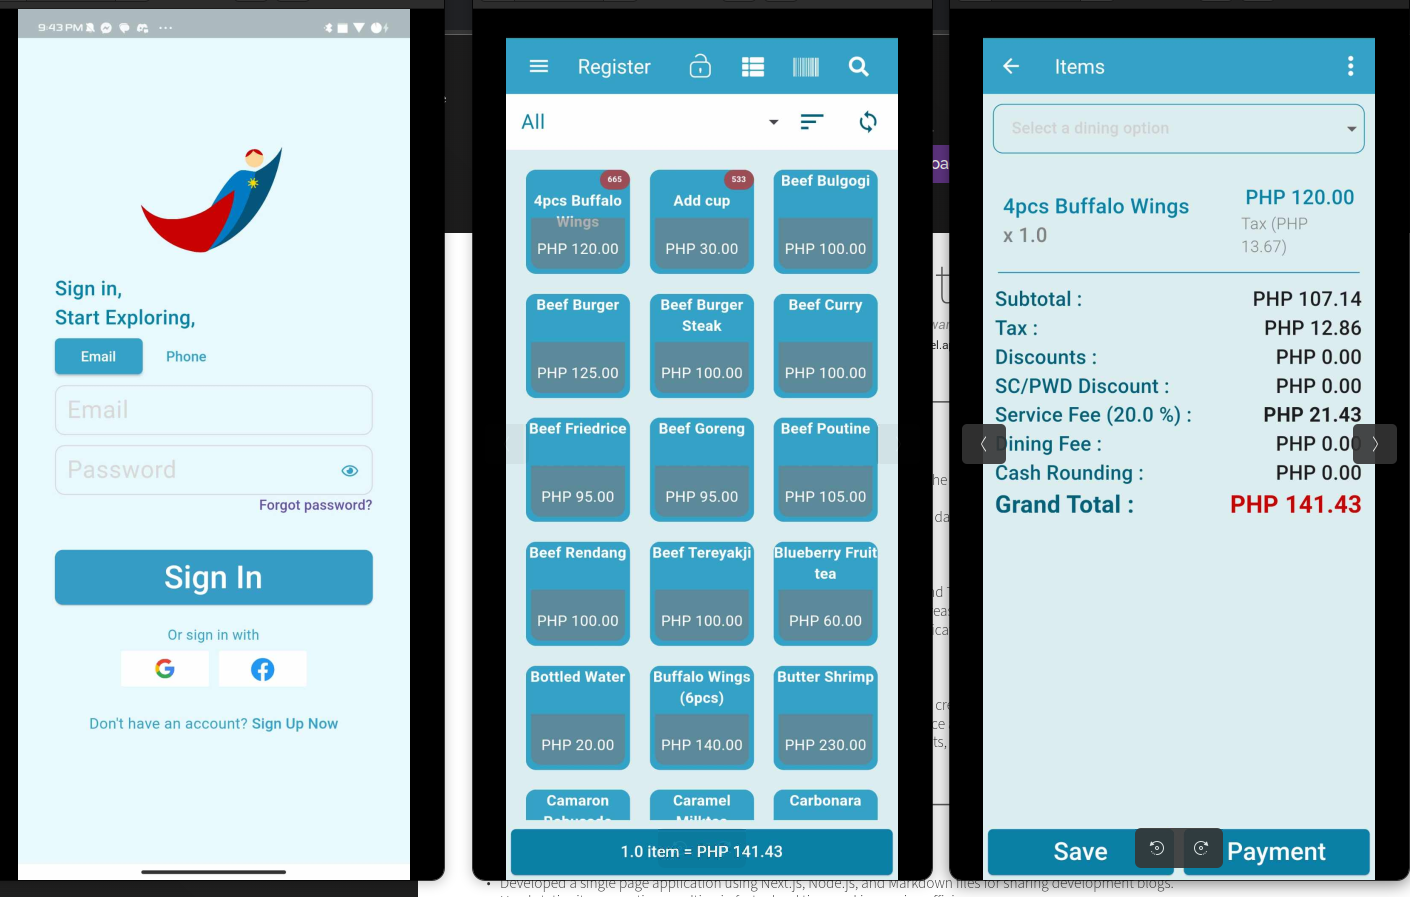 9:43 PM
Sign in,
Start Exploring,
Email
Phone
Email
Password
Forgot password?
Sign In
Or sign in with
Don't have an account? Sign Up Now
Register
All
665
4pcs Buffalo
Wings
PHP 120.00
533
Add cup
PHP 30.00
Beef Bulgogi
PHP 100.00
Beef Burger
PHP 125.00
Beef Burger
Steak
PHP 100.00
Beef Curry
PHP 100.00
Beef Friedrice
PHP 95.00
Beef Goreng
PHP 95.00
Beef Poutine
PHP 105.00
Beef Rendang
PHP 100.00
Beef Tereyakji
PHP 100.00
Blueberry Fruit
tea
PHP 60.00
Bottled Water
PHP 20.00
Buffalo Wings
(6pcs)
PHP 140.00
Butter Shrimp
PHP 230.00
Camaron
Caramel
Carbonara
1.0 item = PHP 141.43
Items
Select a dining option
4pcs Buffalo Wings
x 1.0
PHP 120.00
Tax (PHP
13.67)
Subtotal : PHP 107.14
Tax : PHP 12.86
Discounts : PHP 0.00
SC/PWD Discount : PHP 0.00
Service Fee (20.0 %) : PHP 21.43
Dining Fee : PHP 0.00
Cash Rounding : PHP 0.00
Grand Total : PHP 141.43
Save
Payment
• Developed a single page application using Next.js, Node.js, and Markdown files for sharing development blogs.